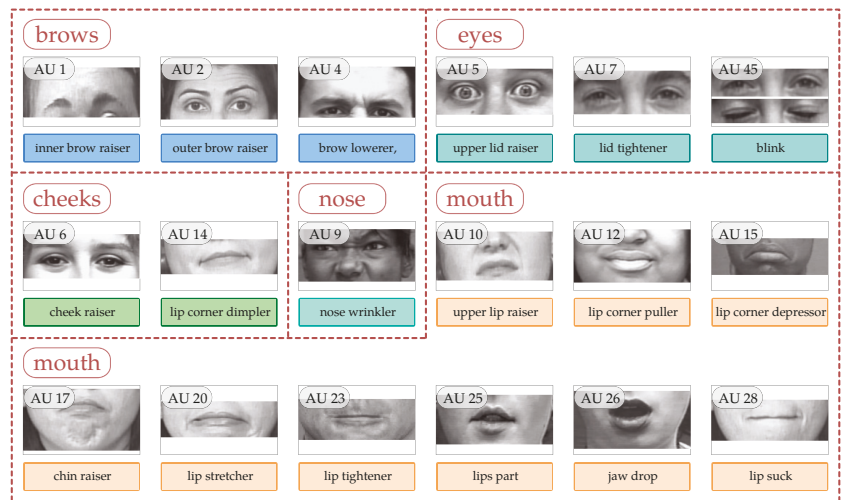 brows
eyes
AU 1
AU 2
AU 4
AU 5
AU 7
AU 45
inner brow raiser
outer brow raiser
brow lowerer,
upper lid raiser
lid tightener
blink
cheeks
nose
mouth
AU 6
AU 14
AU 9
AU 10
AU 12
AU 15
cheek raiser
lip corner dimpler
nose wrinkler
upper lip raiser
lip corner puller
lip corner depressor
mouth
AU 17
AU 20
AU 23
AU 25
AU 26
AU 28
chin raiser
lip stretcher
lip tightener
lips part
jaw drop
lip suck